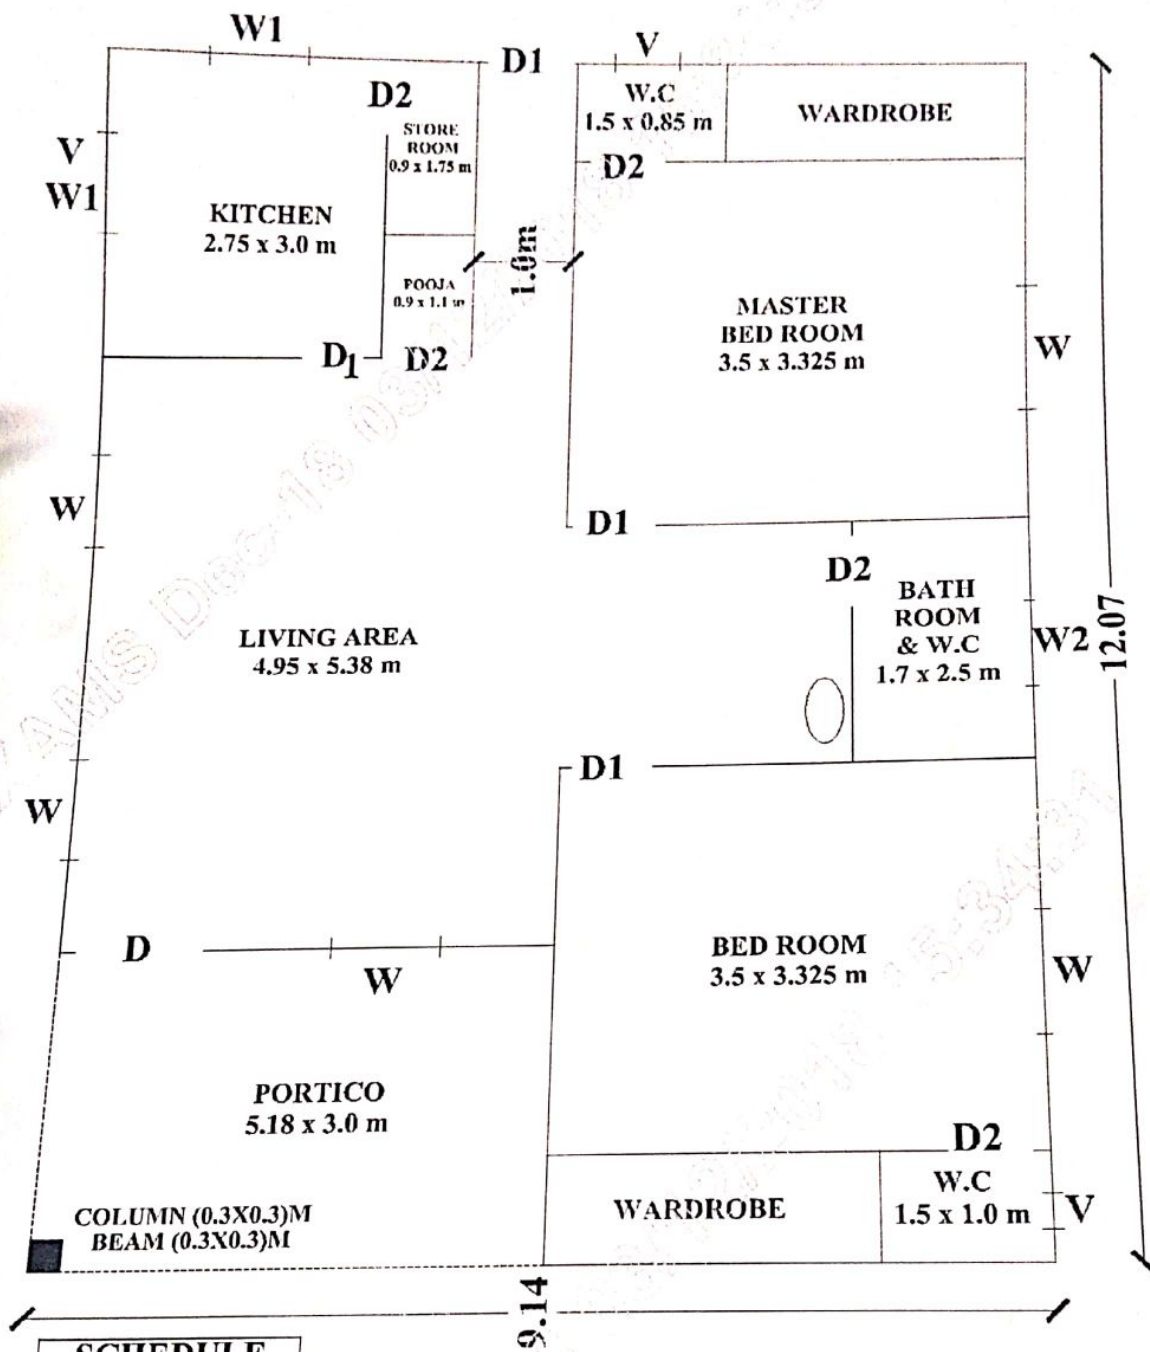 W1
D1
V
D2
W.C
1.5 x 0.85 m
WARDROBE
STORE
ROOM
0.9 x 1.75 m
V
W1
D2
KITCHEN
2.75 x 3.0 m
1.0m
POOJA
0.9 x 1.1 m
MASTER
BED ROOM
3.5 x 3.325 m
W
D1
D2
W
D1
D2
BATH
ROOM
& W.C
1.7 x 2.5 m
W2
12.07
LIVING AREA
4.95 x 5.38 m
D1
W
D
W
BED ROOM
3.5 x 3.325 m
W
PORTICO
5.18 x 3.0 m
D2
W.C
1.5 x 1.0 m
V
WARDROBE
COLUMN (0.3X0.3)M
BEAM (0.3X0.3)M
9.14
SCHEDULE